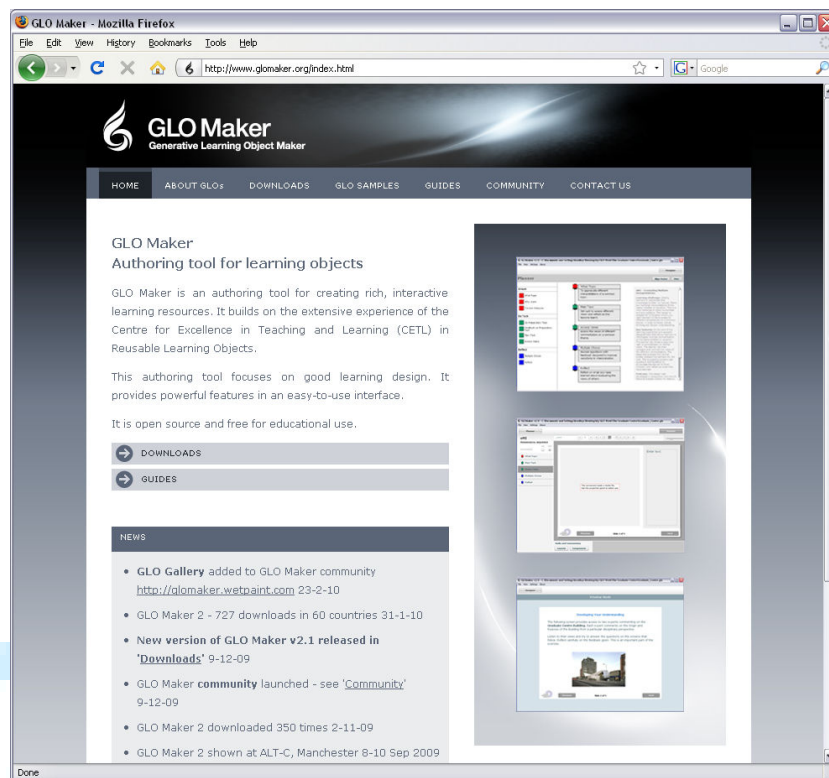 GLO Maker - Mozilla Firefox
File Edit View History Bookmarks Tools Help
http://www.glomaker.org/index.html
Google
GLO Maker
Generative Learning Object Maker
HOME ABOUT GLOs DOWNLOADS GLO SAMPLES GUIDES COMMUNITY CONTACT US
GLO Maker
Authoring tool for learning objects
GLO Maker is an authoring tool for creating rich, interactive
learning resources. It builds on the extensive experience of the
Centre for Excellence in Teaching and Learning (CETL) in
Reusable Learning Objects.
This authoring tool focuses on good learning design. It
provides powerful features in an easy-to-use interface.
It is open source and free for educational use.
DOWNLOADS
GUIDES
NEWS
• GLO Gallery added to GLO Maker community
http://glomaker.wetpaint.com 23-2-10
• GLO Maker 2 - 727 downloads in 60 countries 31-1-10
• New version of GLO Maker v2.1 released in
'Downloads' 9-12-09
• GLO Maker community launched - see 'Community'
9-12-09
• GLO Maker 2 downloaded 350 times 2-11-09
• GLO Maker 2 shown at ALT-C, Manchester 8-10 Sep 2009
Developing Your Understanding
Done